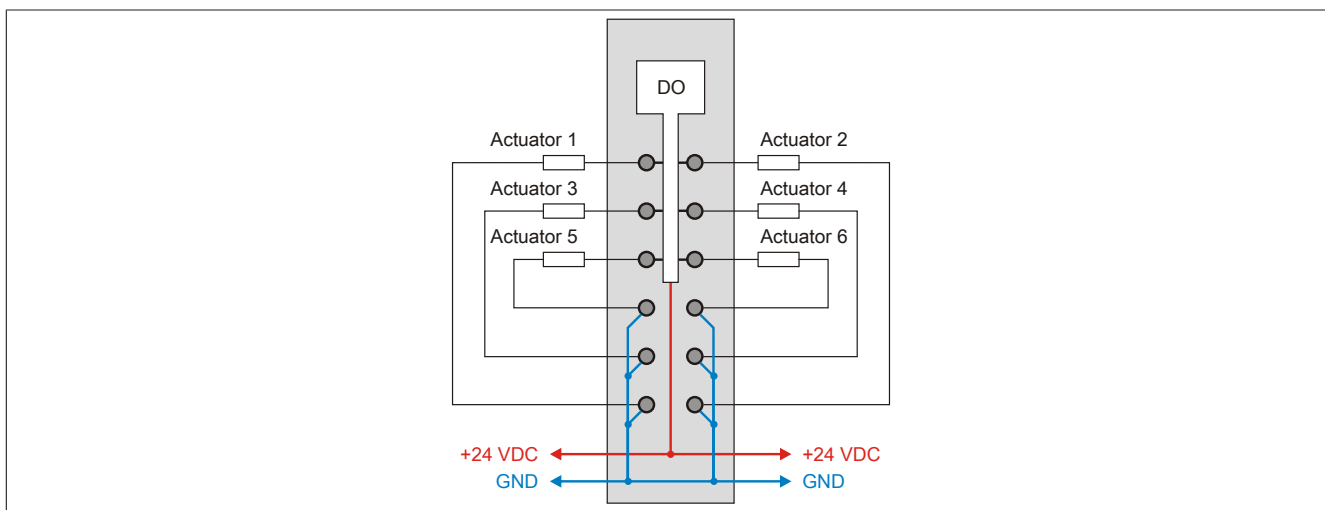 DO
Actuator 1
Actuator 2
Actuator 3
Actuator 4
Actuator 5
Actuator 6
+24 VDC
+24 VDC
GND
GND